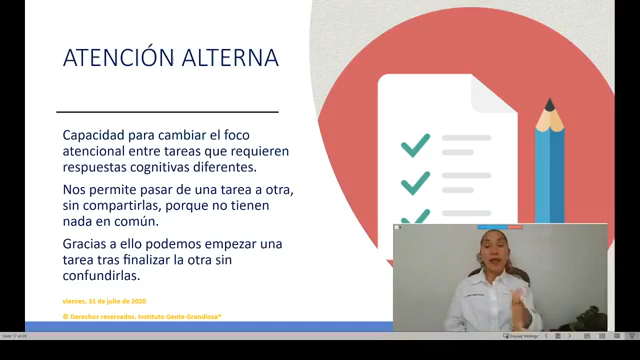 ATENCIÓN ALTERNA
Capacidad para cambiar el foco
atencional entre tareas que requieren
respuestas cognitivas diferentes.
Nos permite pasar de una tarea a otra,
sin compartirlas, porque no tienen
nada en común.
Gracias a ello podemos empezar una
tarea tras finalizar la otra sin
confundirlas.
viernes, 31 de julio de 2020
© Derechos reservados. Instituto Gente Grandiosa®